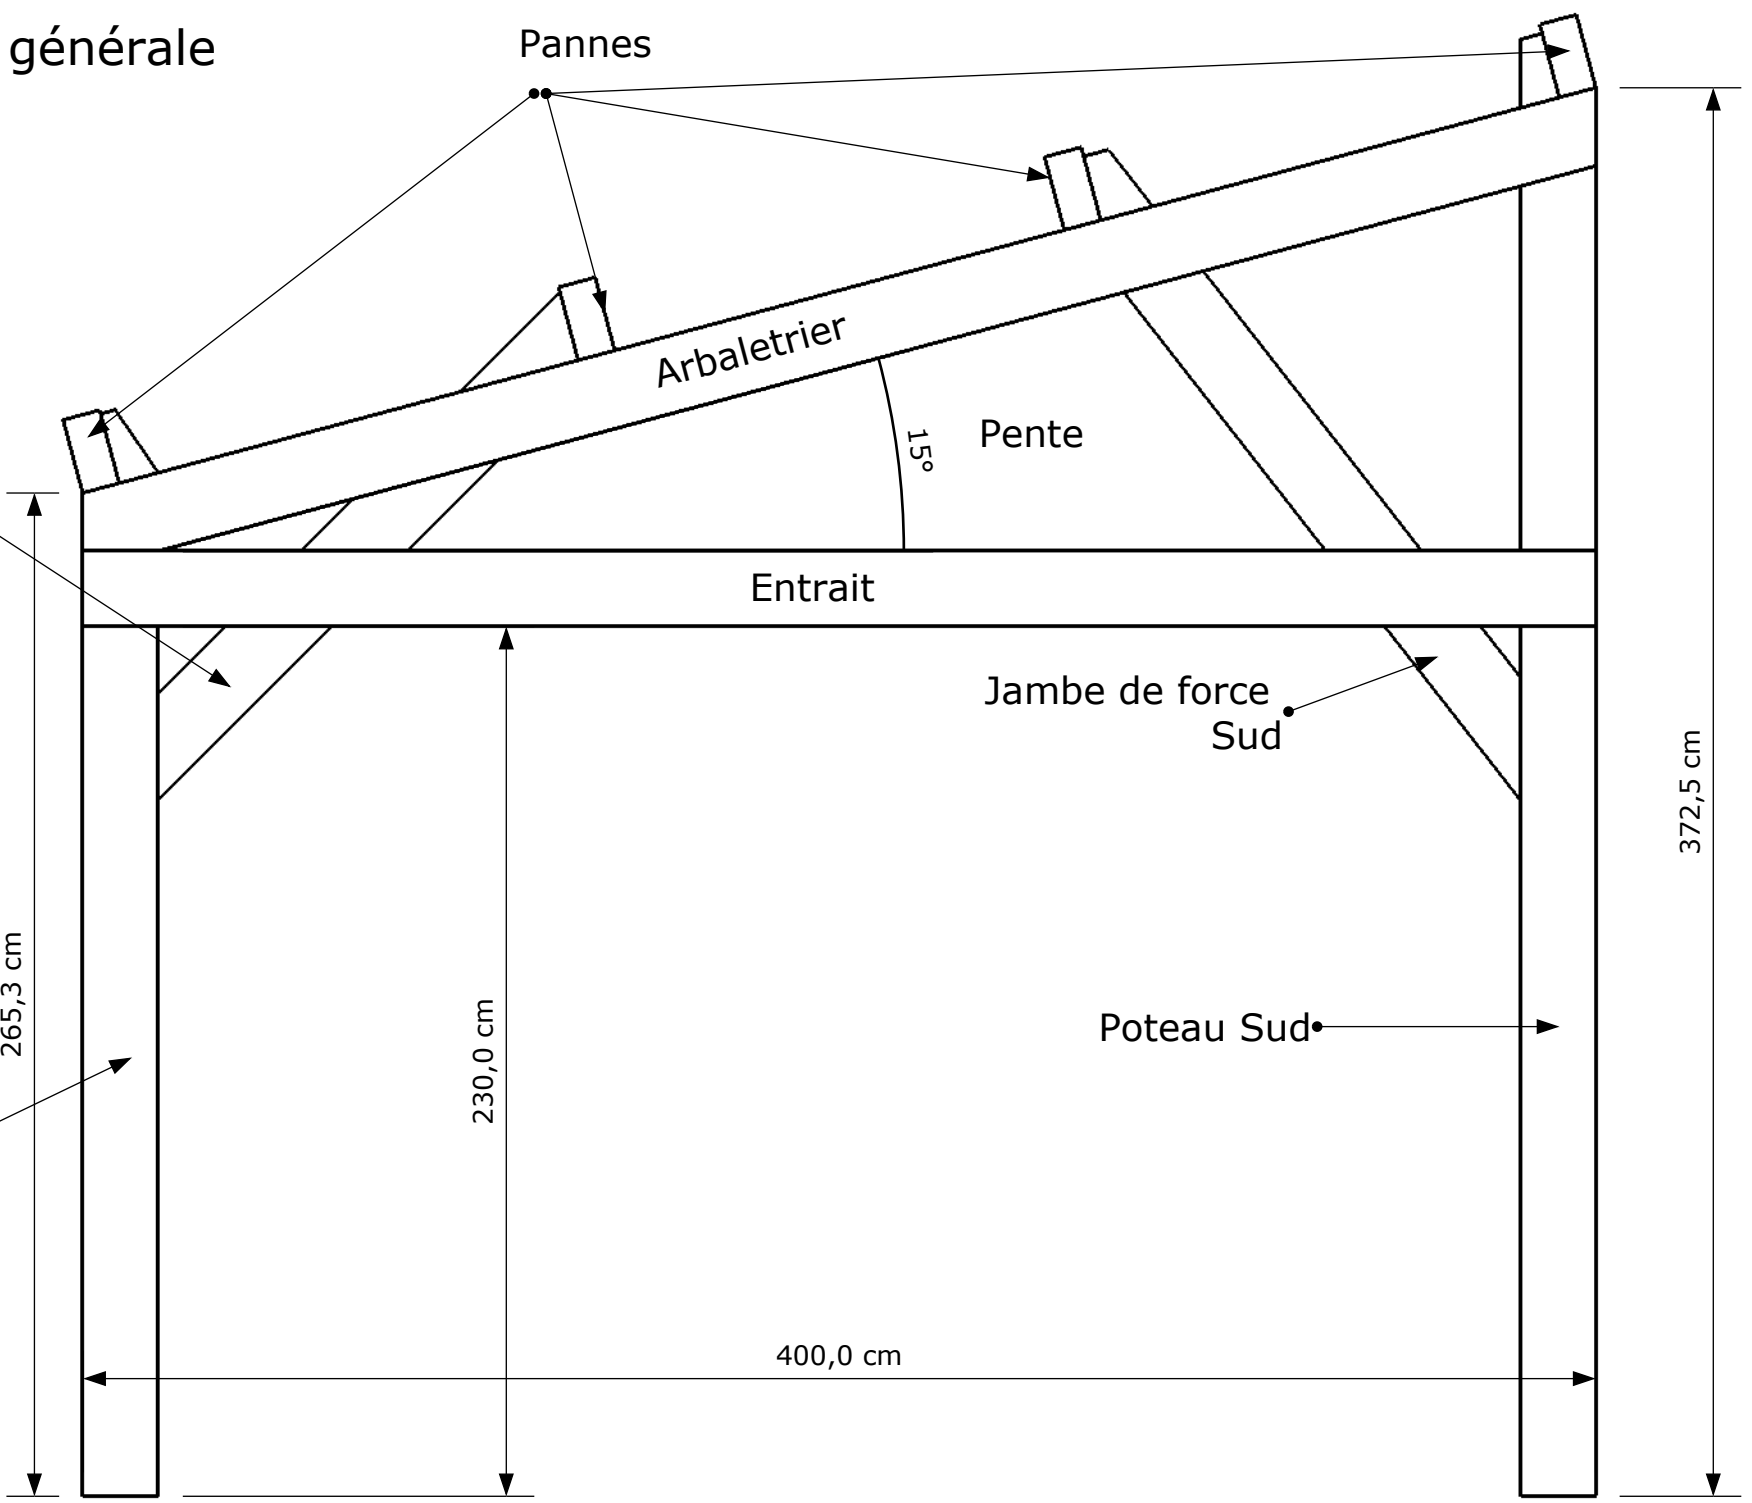 générale
Pannes
Arbaletrier
15°
Pente
Entrait
Jambe de force
Sud
372,5 cm
265,3 cm
230,0 cm
Poteau Sud
400,0 cm